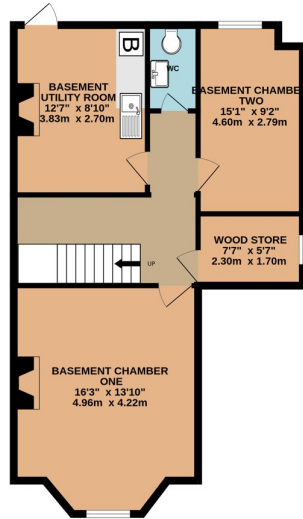 B
BASEMENT
UTILITY ROOM
12'7" x 8'10"
3.83m x 2.70m
WC
BASEMENT CHAMBER
TWO
15'1" x 9'2"
4.60m x 2.79m
WOOD STORE
7'7" x 5'7"
2.30m x 1.70m
UP
BASEMENT CHAMBER
ONE
16'3" x 13'10"
4.96m x 4.22m